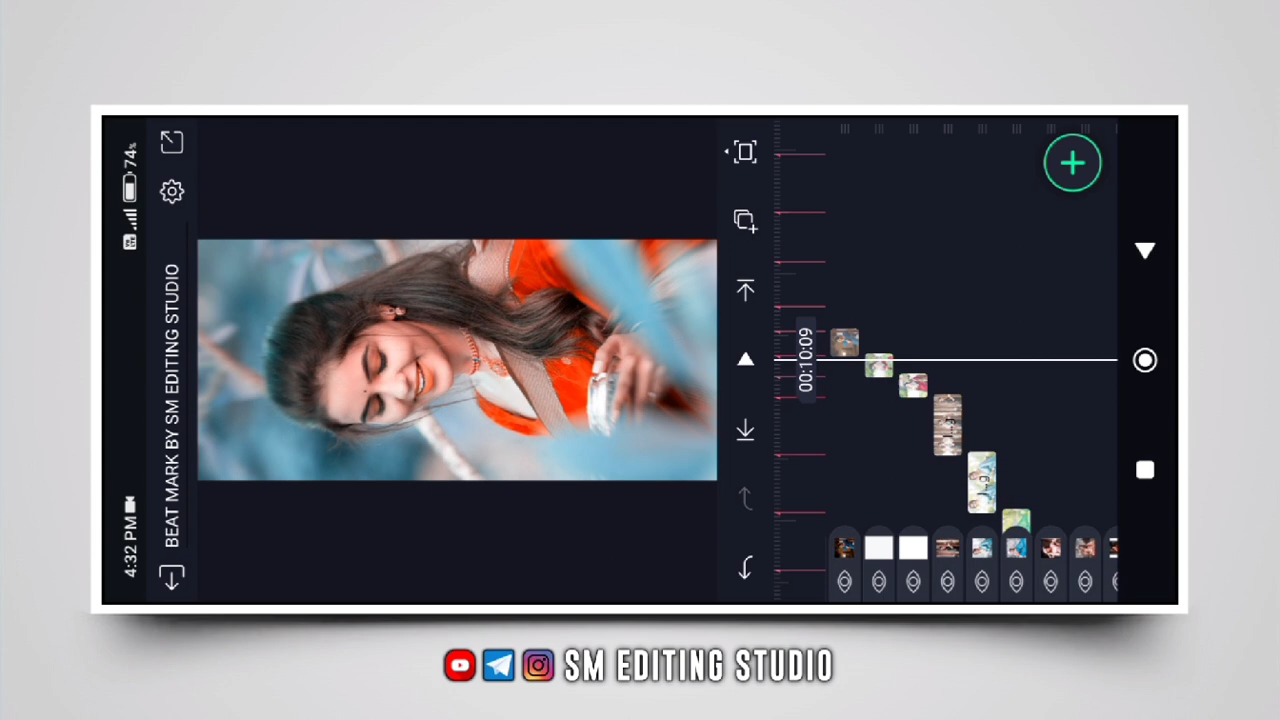 4:32 PM
74%
BEAT MARK BY SM EDITING STUDIO
00:10:09
SM EDITING STUDIO